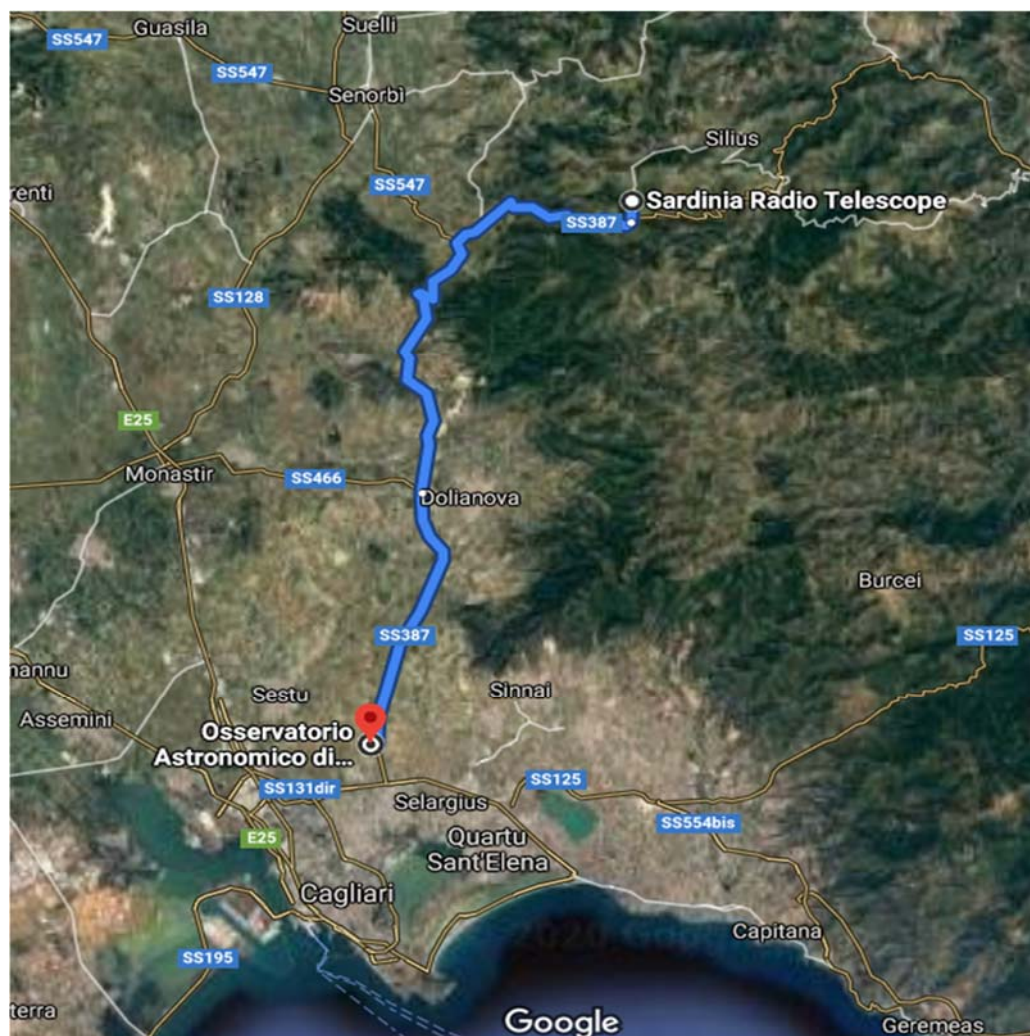 Guasila
Suelli
SS547
SS547
Senorbì
Silius
renti
SS547
Sardinia Radio Telescope
SS387
SS128
E25
Monastir
SS466
Dolianova
Burcei
SS387
SS125
mannu
Sestu
Sinnai
Assemini
Osservatorio
Astronomico di...
SS131dir
SS125
Selargius
SS554bis
E25
Quartu
Sant'Elena
Cagliari
Capitana
SS195
terra
Google
Geremeas